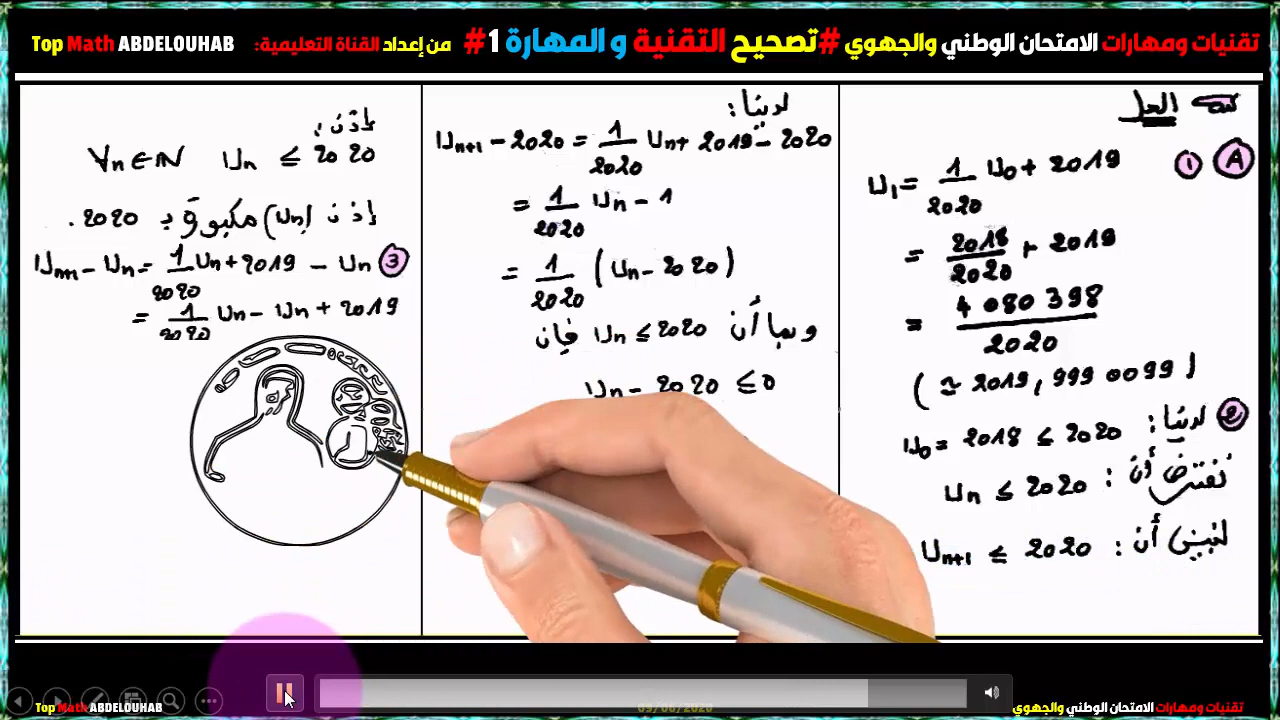 تقنيات ومهارات الامتحان الوطني والجهوي #تصحيح التقنية و المهارة 1# من إعداد القناة التعليمية: Top Math ABDELOUHAB
الحل
A 1
U₁ = 1/2020 U₀ + 2019
= 2018/2020 + 2019
= 4 080 398/2020
(≃ 2019,999 0099)
2 لدينا:
U₀ = 2018 ≤ 2020
نفترض أن: Uₙ ≤ 2020
لنبين أن: Uₙ₊₁ ≤ 2020
لدينا:
Uₙ₊₁ - 2020 = 1/2020 Uₙ + 2019 - 2020
= 1/2020 Uₙ - 1
= 1/2020 (Uₙ - 2020)
وبما أن Uₙ ≤ 2020 فإن
Uₙ - 2020 ≤ 0
إذن:
∀n∈ℕ Uₙ ≤ 2020
إذن (Uₙ) مكبورة بـ 2020.
3 Uₙ₊₁ - Uₙ = 1/2020 Uₙ + 2019 - Uₙ
= 1/2020 Uₙ - Uₙ + 2019
Top Math ABDELOUHAB
09/06/2020
تقنيات ومهارات الامتحان الوطني والجهوي